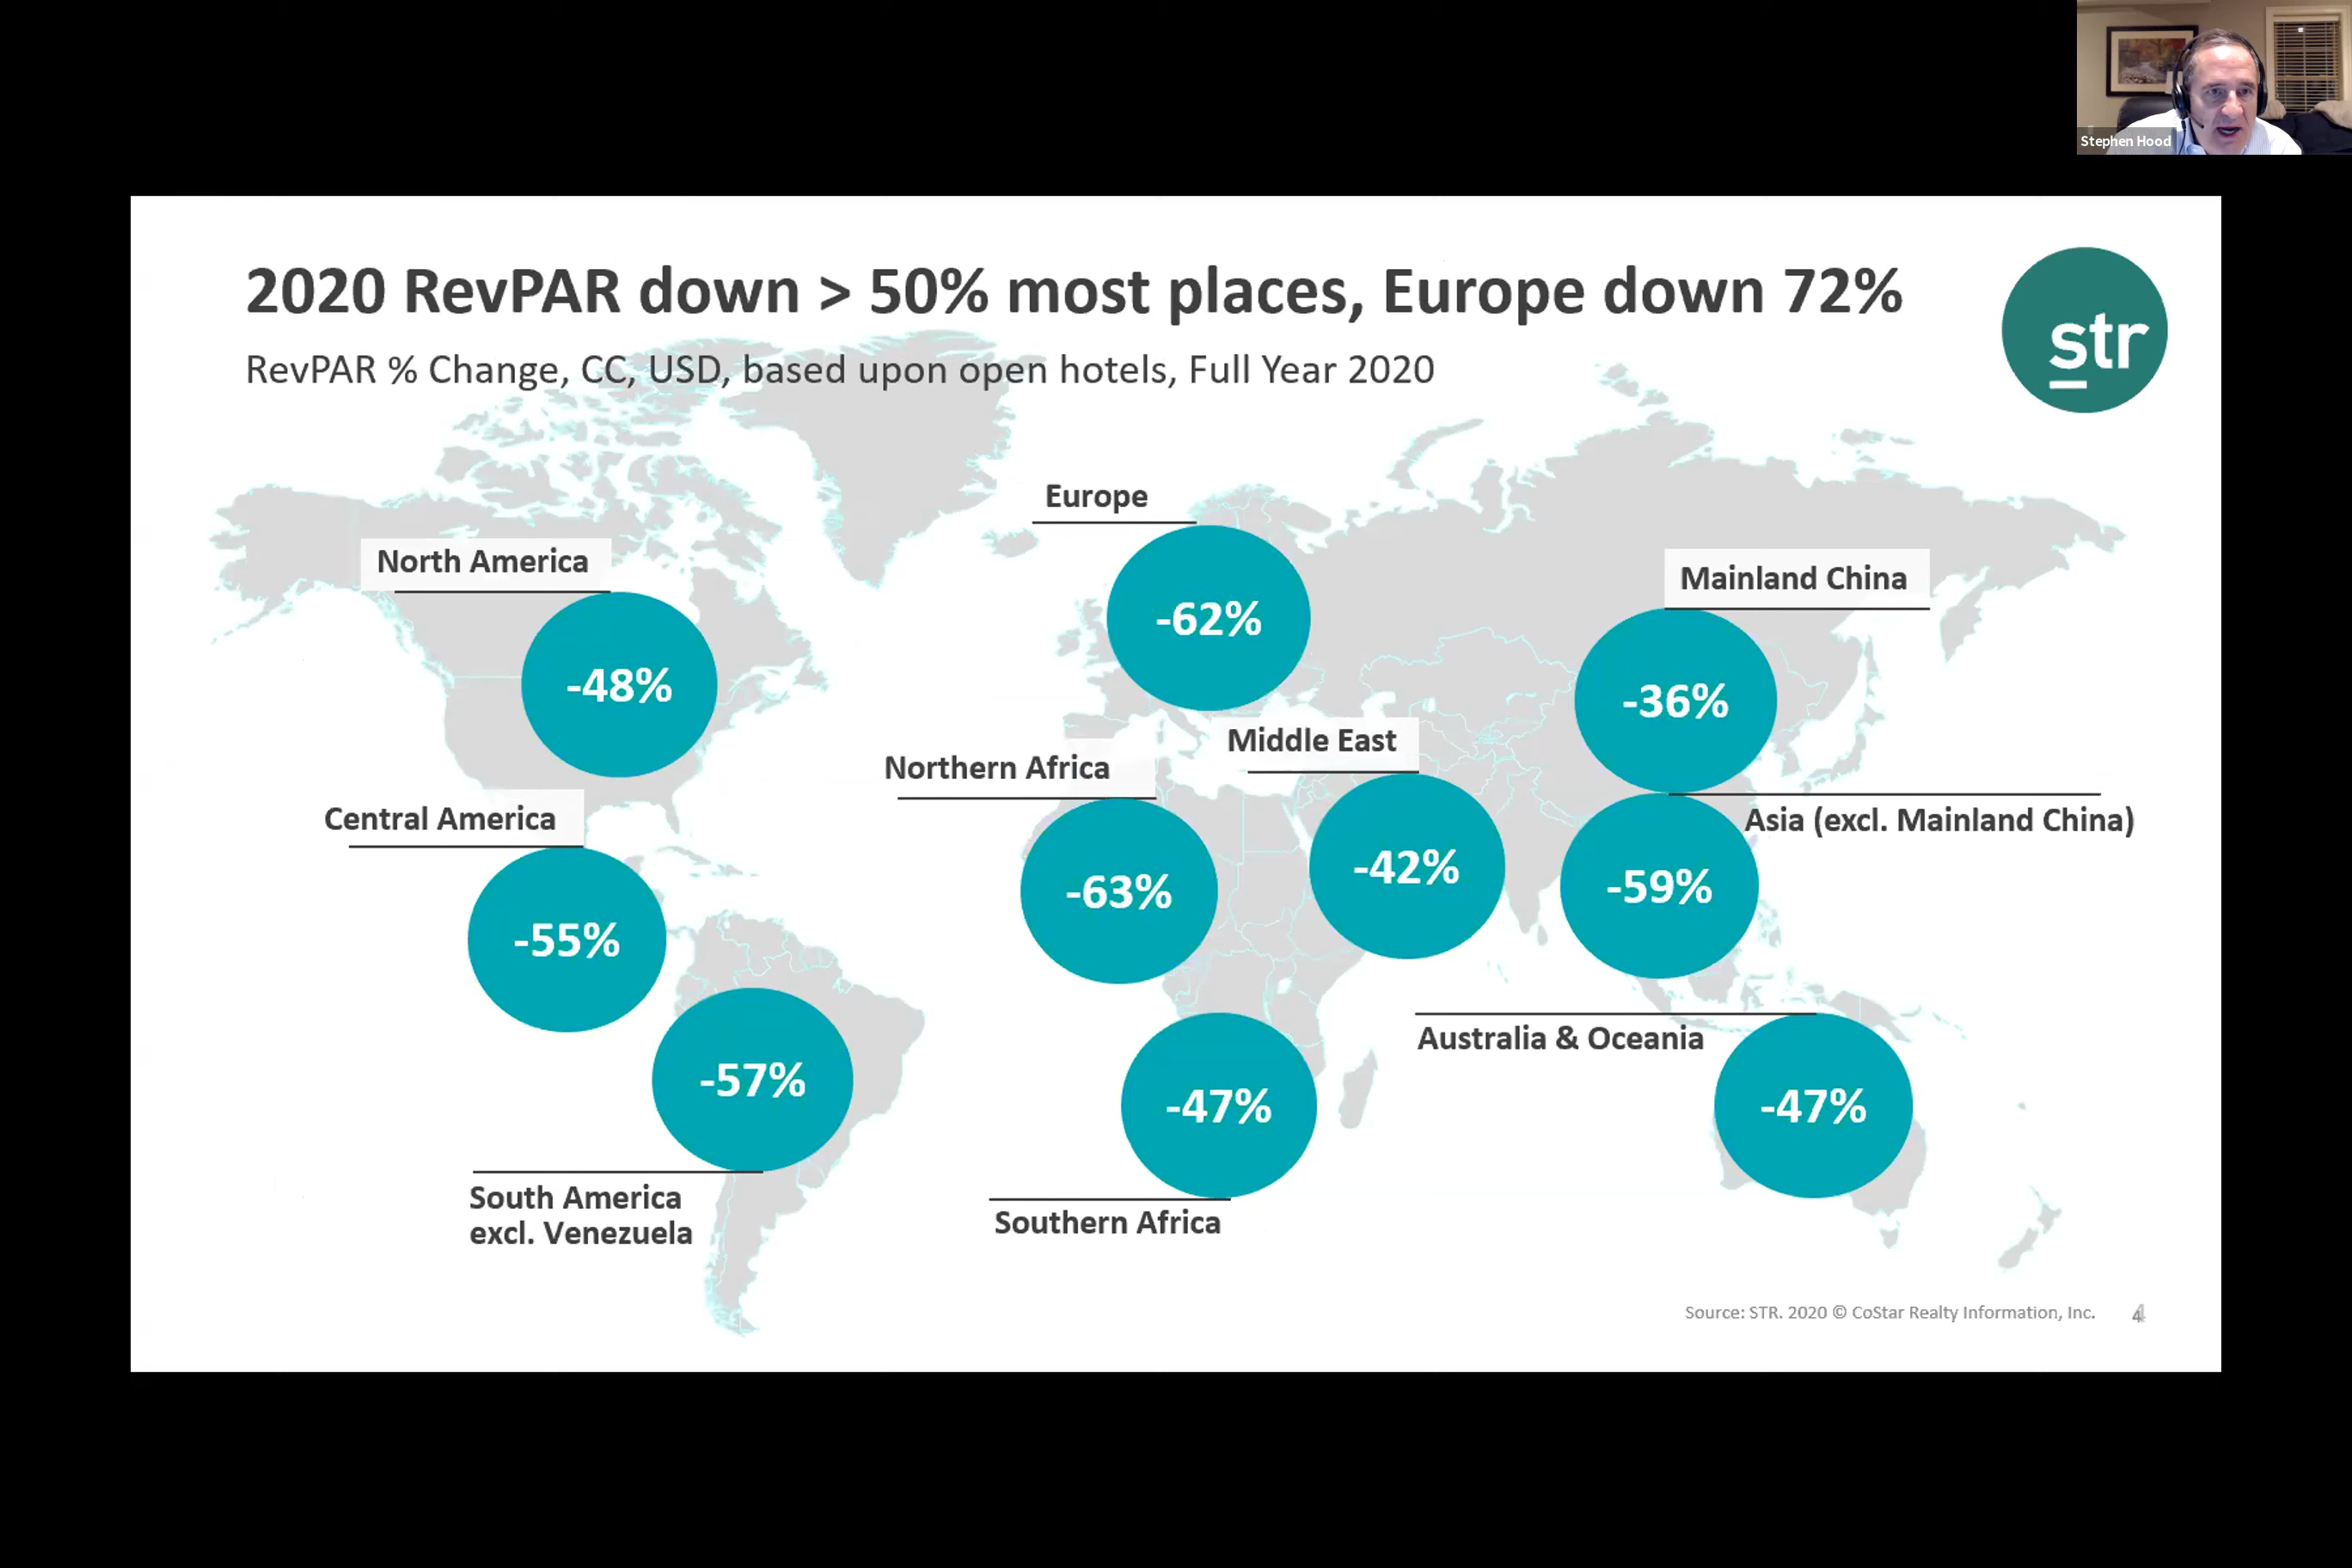 Stephen Hood
2020 RevPAR down > 50% most places, Europe down 72%
str
RevPAR % Change, CC, USD, based upon open hotels, Full Year 2020
Europe
-62%
North America
-48%
Mainland China
-36%
Middle East
-42%
Northern Africa
-63%
Central America
-55%
Asia (excl. Mainland China)
-59%
-57%
South America
excl. Venezuela
-47%
Southern Africa
Australia & Oceania
-47%
Source: STR. 2020 © CoStar Realty Information, Inc.
4